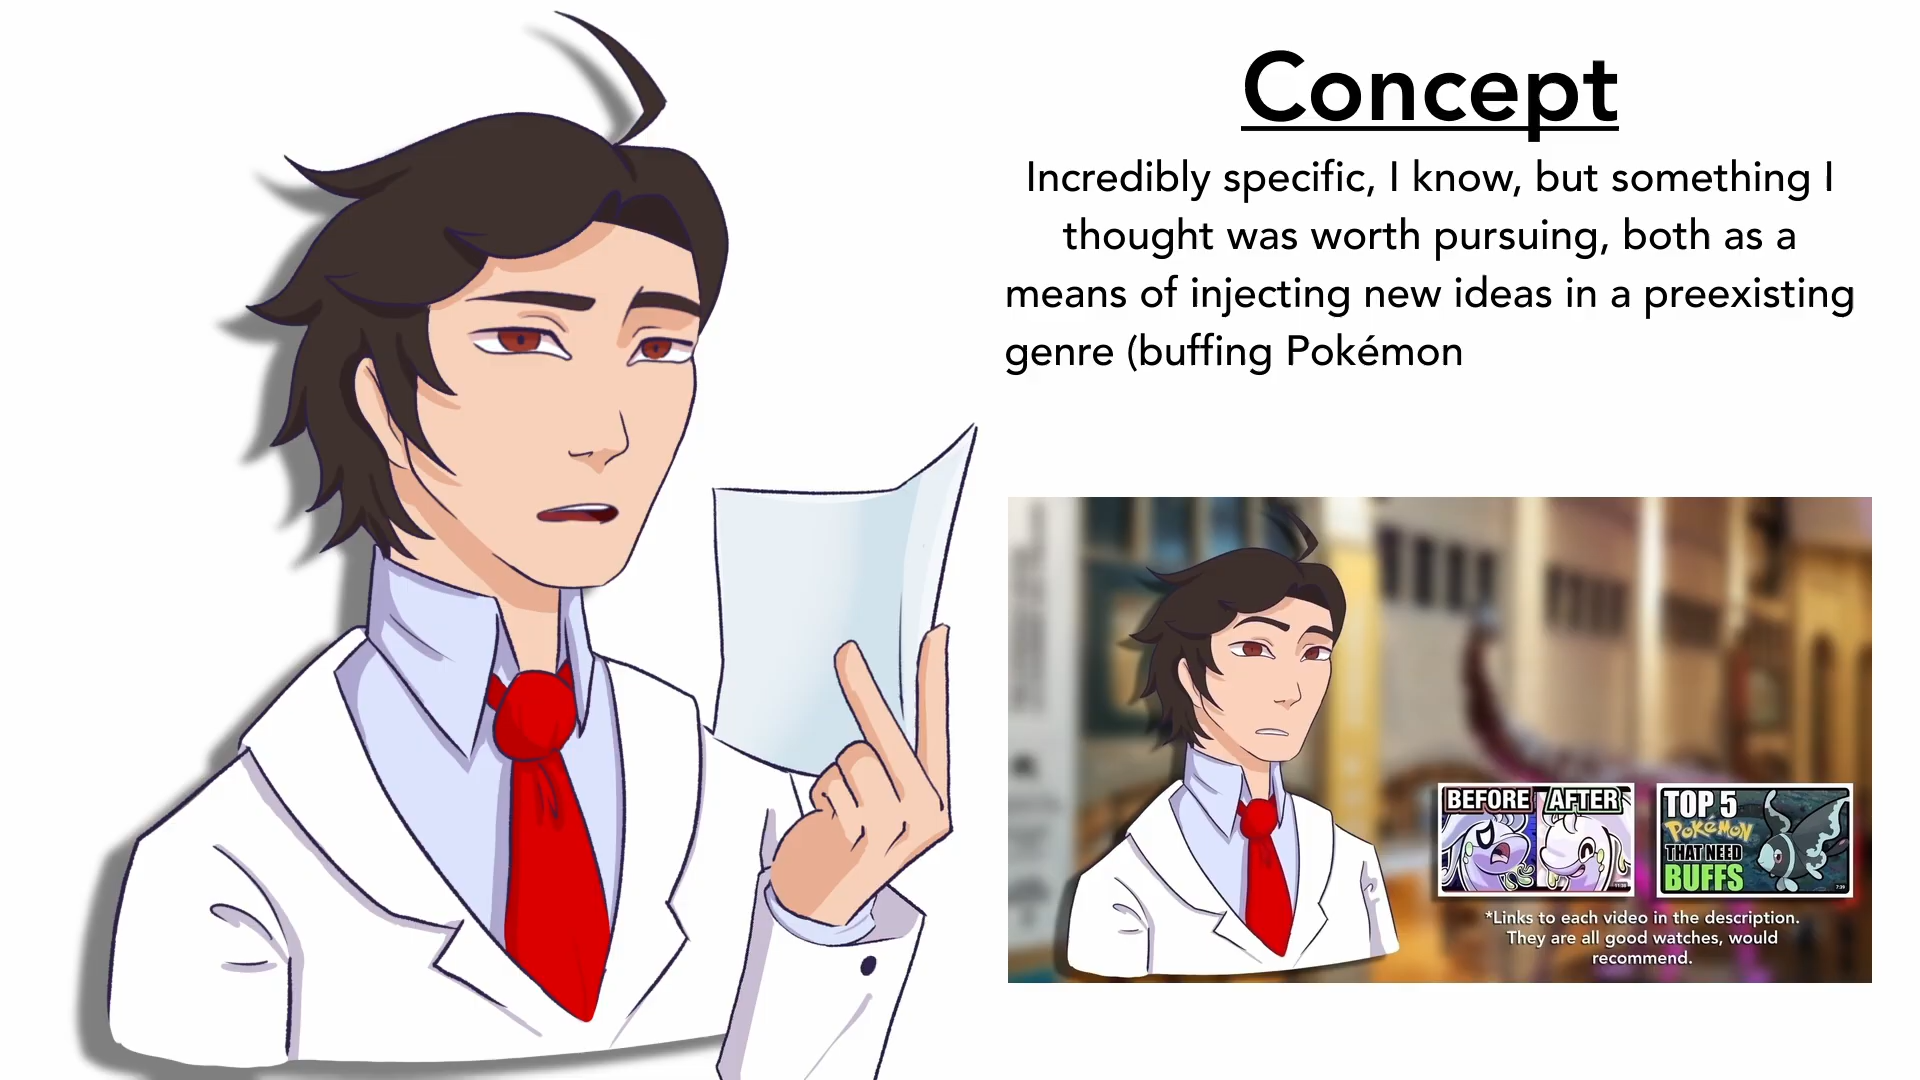 Concept
Incredibly specific, I know, but something I
thought was worth pursuing, both as a
means of injecting new ideas in a preexisting
genre (buffing Pokémon
BEFORE AFTER
TOP 5
POKéMON
THAT NEED
BUFFS
7:39
*Links to each video in the description.
They are all good watches, would
recommend.